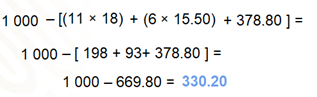 1 000 –[(11 × 18) + (6 × 15.50) + 378.80 ] =
1 000 –[ 198 + 93+ 378.80 ] =
1 000 – 669.80 = 330.20